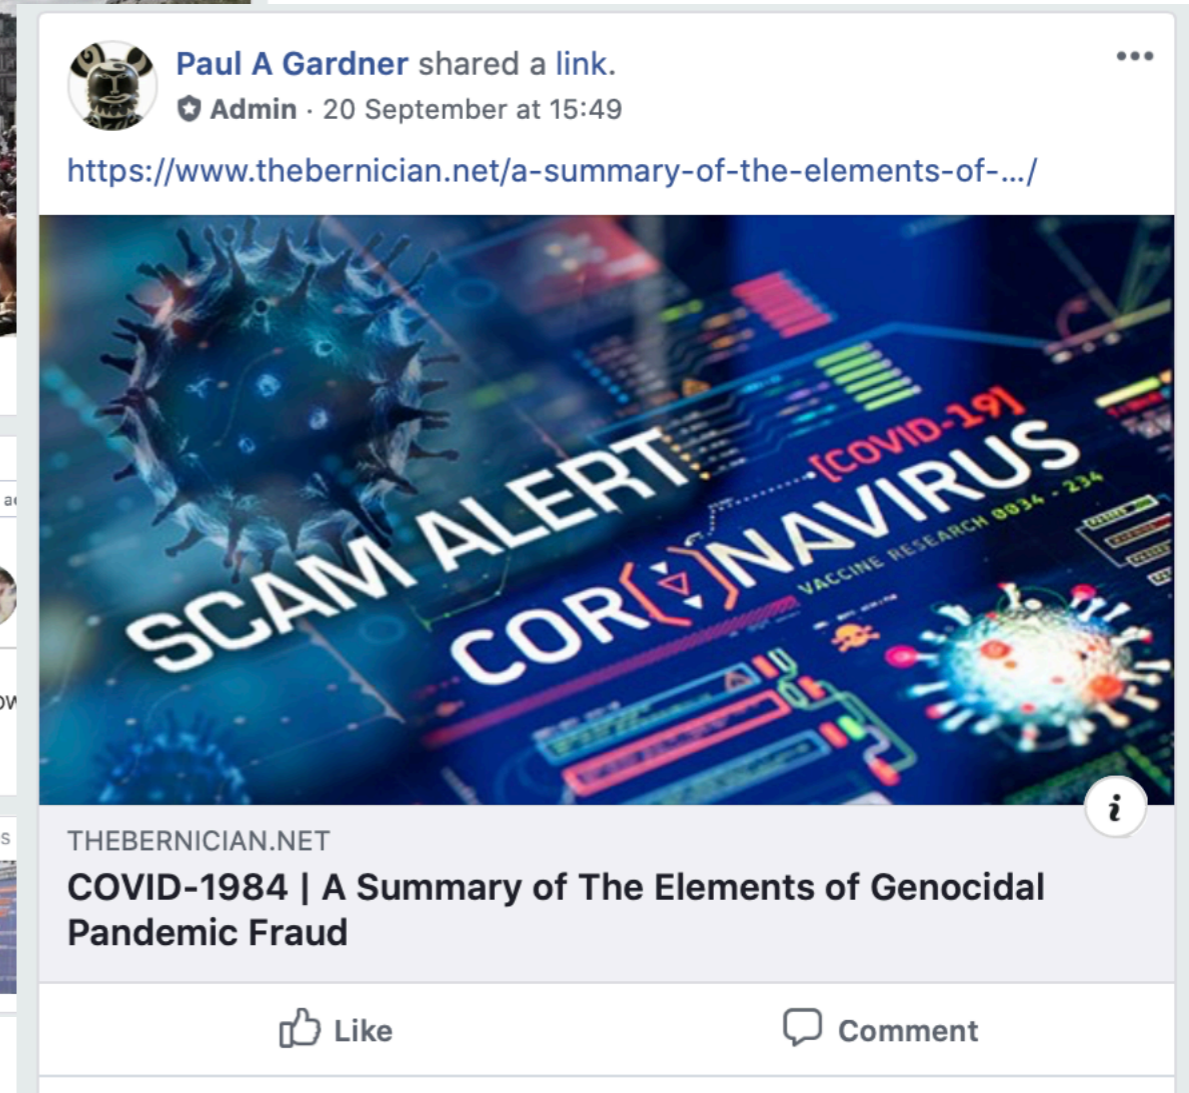 Paul A Gardner shared a link.
Admin · 20 September at 15:49
https://www.thebernician.net/a-summary-of-the-elements-of-.../
SCAM ALERT
[COVID-19]
CORNAVIRUS
VACCINE RESEARCH 0034 - 234
i
THEBERNICIAN.NET
COVID-1984 | A Summary of The Elements of Genocidal
Pandemic Fraud
Like
Comment